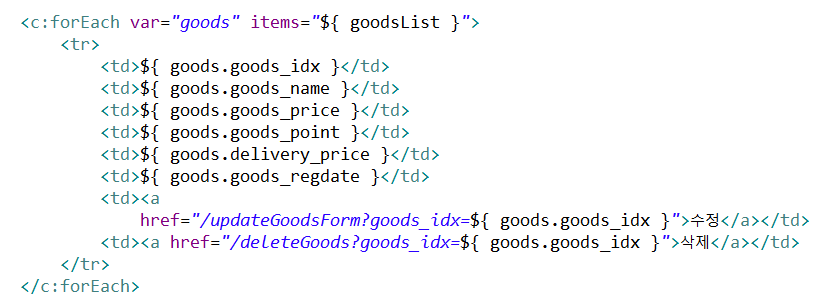 <c:forEach var="goods" items="${ goodsList }">
<tr>
<td>${ goods.goods_idx }</td>
<td>${ goods.goods_name }</td>
<td>${ goods.goods_price }</td>
<td>${ goods.goods_point }</td>
<td>${ goods.delivery_price }</td>
<td>${ goods.goods_regdate }</td>
<td><a
href="/updateGoodsForm?goods_idx=${ goods.goods_idx }">수정</a></td>
<td><a href="/deleteGoods?goods_idx=${ goods.goods_idx }">삭제</a></td>
</tr>
</c:forEach>